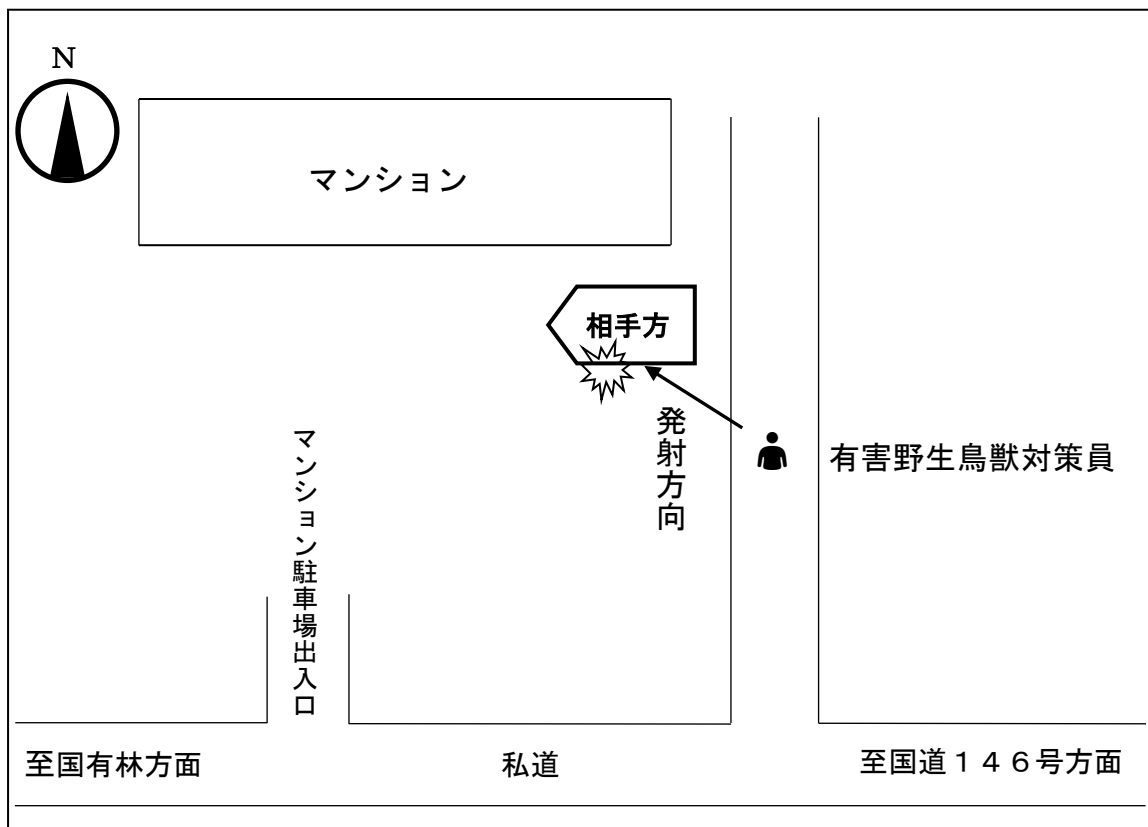 N
マンション
相手方
発射方向
有害野生鳥獣対策員
マンション駐車場出入口
至国有林方面
私道
至国道１４６号方面